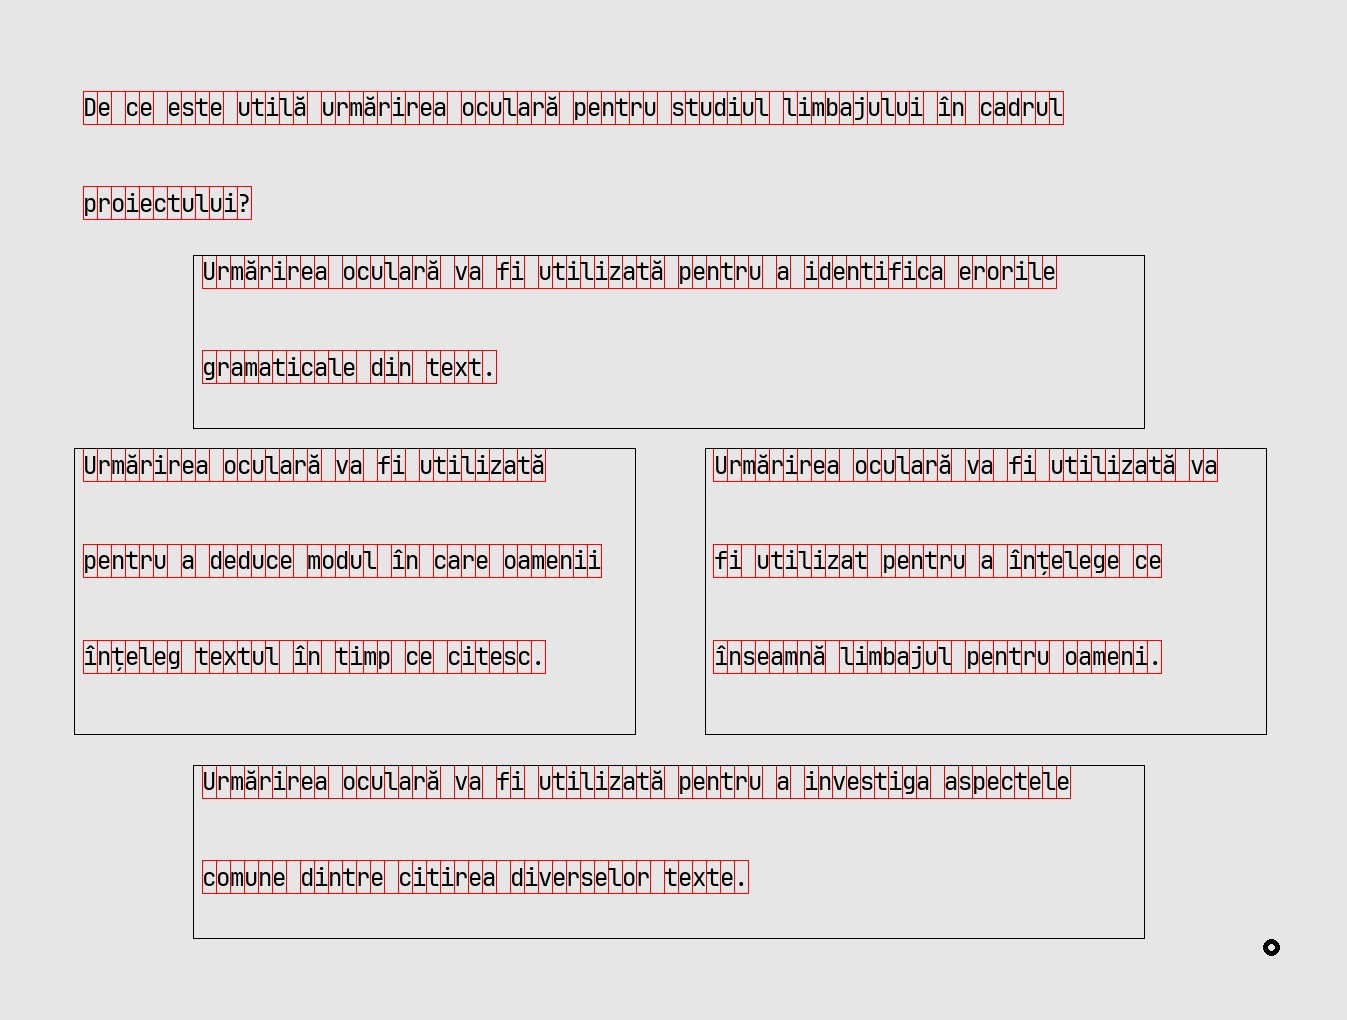 De ce este utilă urmărirea oculară pentru studiul limbajului în cadrul
proiectului?
Urmărirea oculară va fi utilizată pentru a identifica erorile
gramaticale din text.
Urmărirea oculară va fi utilizată
pentru a deduce modul în care oamenii
înțeleg textul în timp ce citesc.
Urmărirea oculară va fi utilizată va
fi utilizat pentru a înțelege ce
înseamnă limbajul pentru oameni.
Urmărirea oculară va fi utilizată pentru a investiga aspectele
comune dintre citirea diverselor texte.